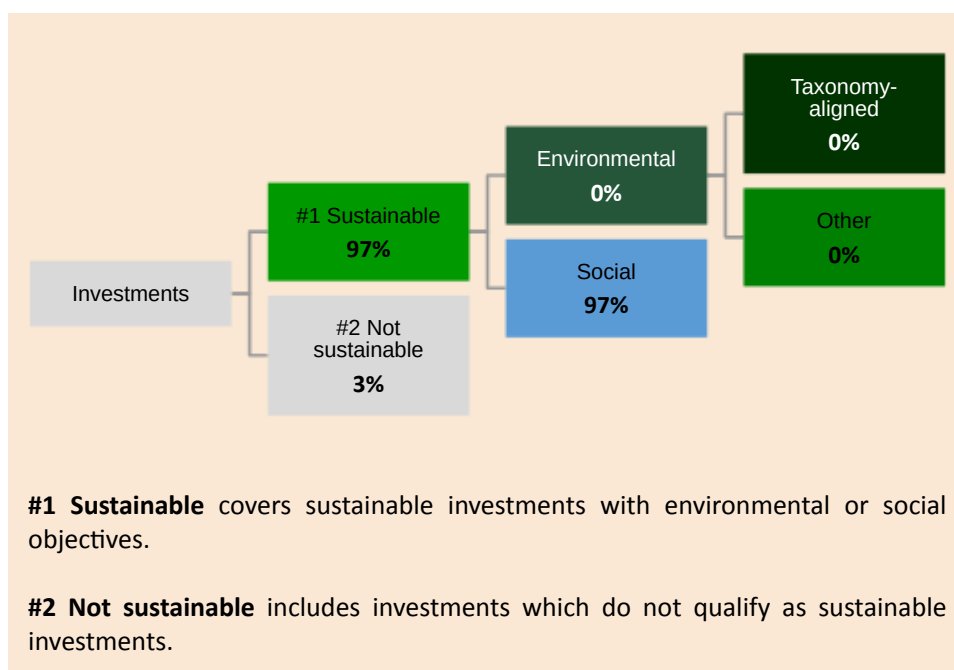 Investments
#1 Sustainable
97%
#2 Not
sustainable
3%
Environmental
0%
Social
97%
Taxonomy-
aligned
0%
Other
0%
#1 Sustainable covers sustainable investments with environmental or social
objectives.
#2 Not sustainable includes investments which do not qualify as sustainable
investments.